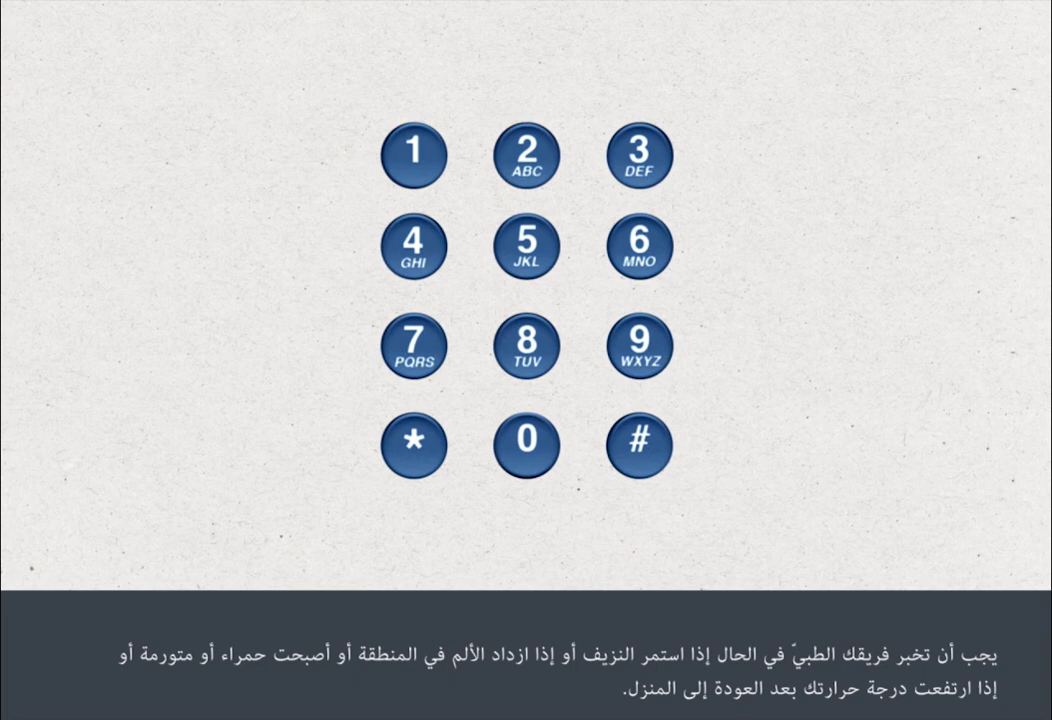 1
2
ABC
3
DEF
4
GHI
5
JKL
6
MNO
7
PQRS
8
TUV
9
WXYZ
*
0
#
يجب أن تخبر فريقك الطبيّ في الحال إذا استمر النزيف أو إذا ازداد الألم في المنطقة أو أصبحت حمراء أو متورمة أو
إذا ارتفعت درجة حرارتك بعد العودة إلى المنزل.